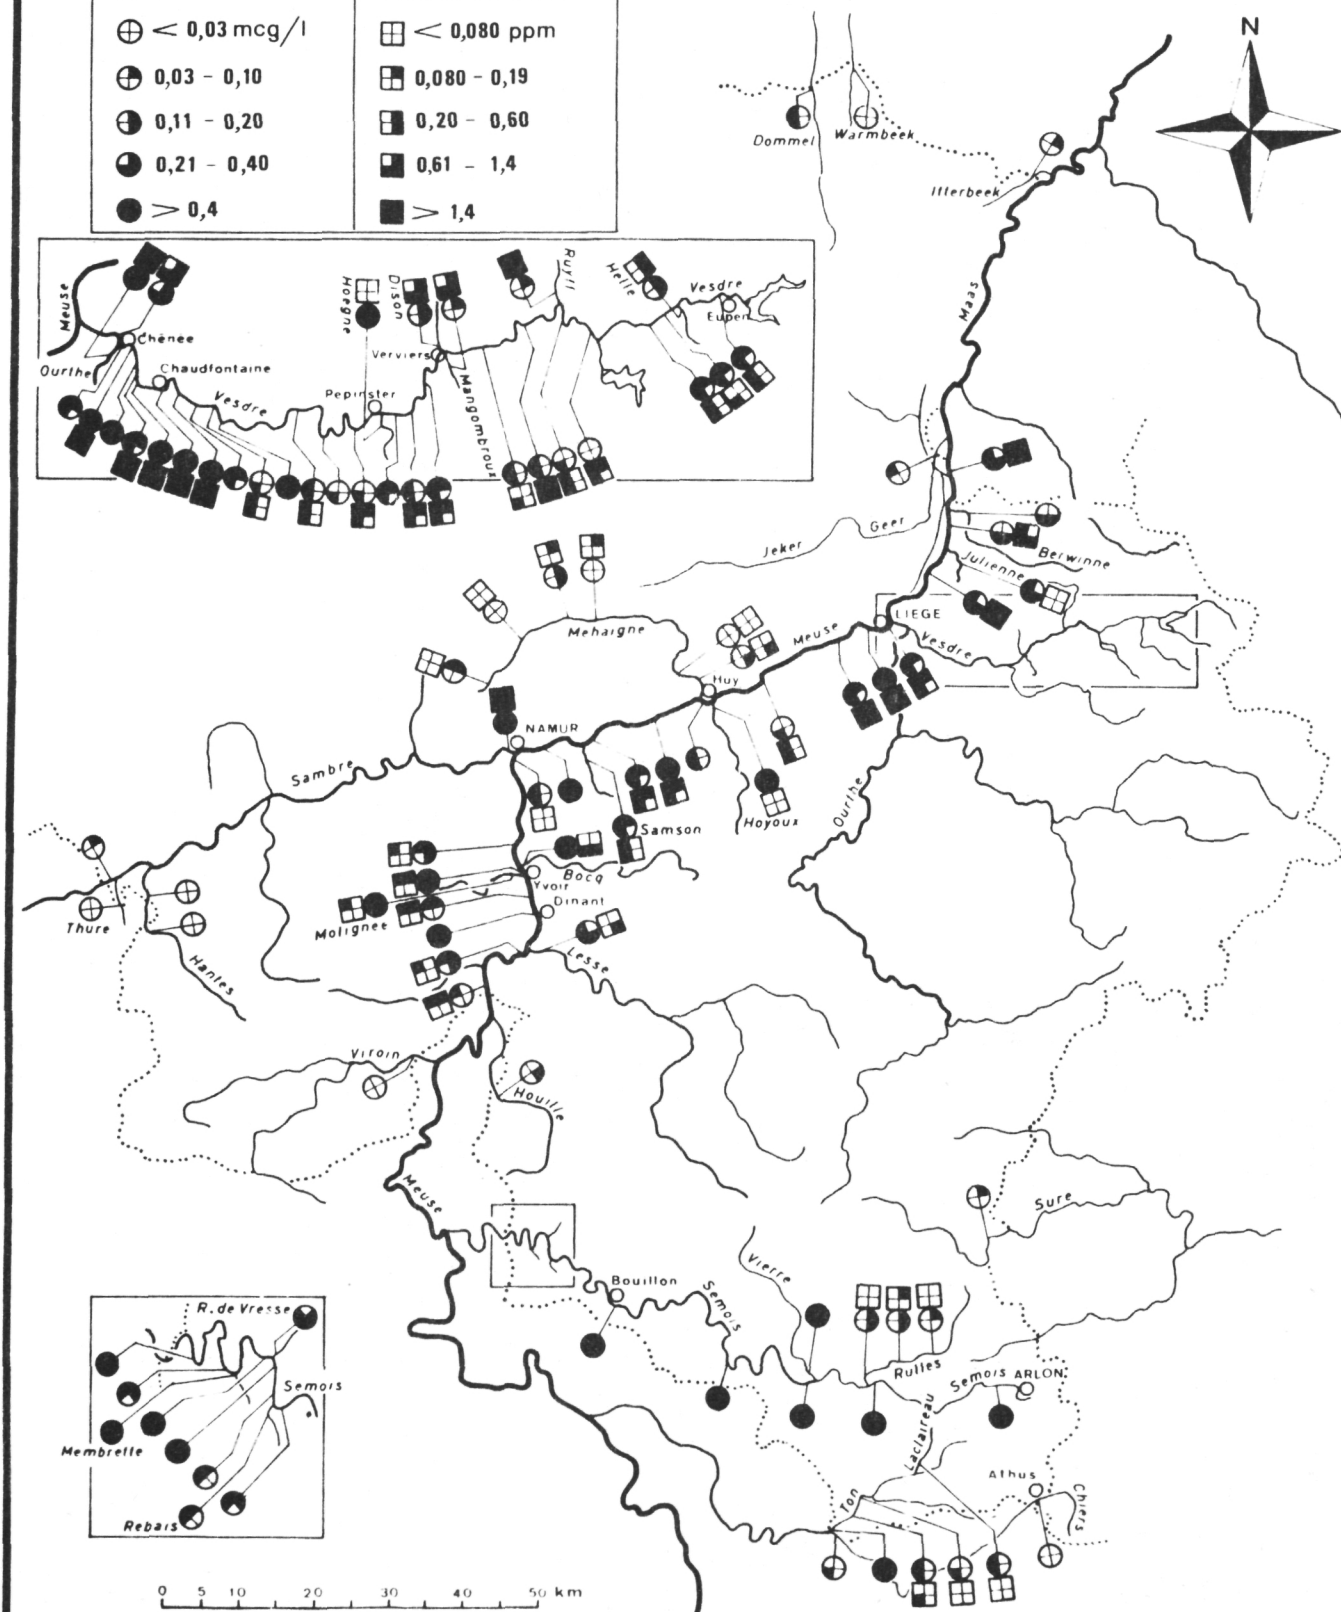 < 0,03 mcg/l
< 0,080 ppm
0,03 - 0,10
0,080 - 0,19
0,11 - 0,20
0,20 - 0,60
0,21 - 0,40
0,61 - 1,4
> 0,4
> 1,4
N
Dommel
Warmbeek
Itterbeek
Maas
Meuse
Ourthe
Chênée
Chaudfontaine
Vesdre
Hoegne
Pepinster
Dison
Verviers
Mangombroux
Ruyff
Helle
Vesdre
Eupen
Geer
Jeker
Berwinne
Julienne
LIEGE
Vesdre
Mehaigne
Meuse
Huy
NAMUR
Sambre
Ourthe
Hoyoux
Samson
Bocq
Yvoir
Dinant
Molignee
Thure
Hantes
Lesse
Viroin
Houille
Meuse
Sure
Vierre
Bouillon
Semois
Rulles
Semois
ARLON
Laclaireau
Athus
Ton
Chiers
R. de Vresse
Semois
Membrette
Rebais
0 5 10 20 30 40 50 km